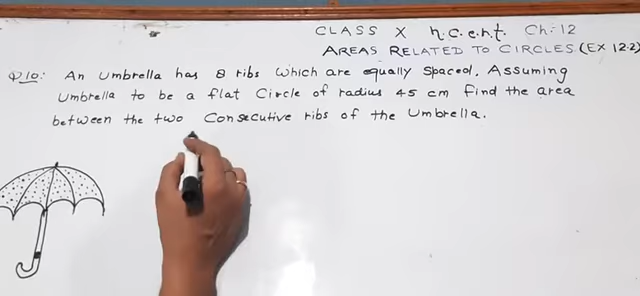 CLASS X n.c.e.r.t. Ch:12
AREAS RELATED TO CIRCLES (EX 12.2)
Q10: An Umbrella has 8 ribs which are equally spaced. Assuming
Umbrella to be a flat Circle of radius 45 cm find the area
between the two Consecutive ribs of the Umbrella.